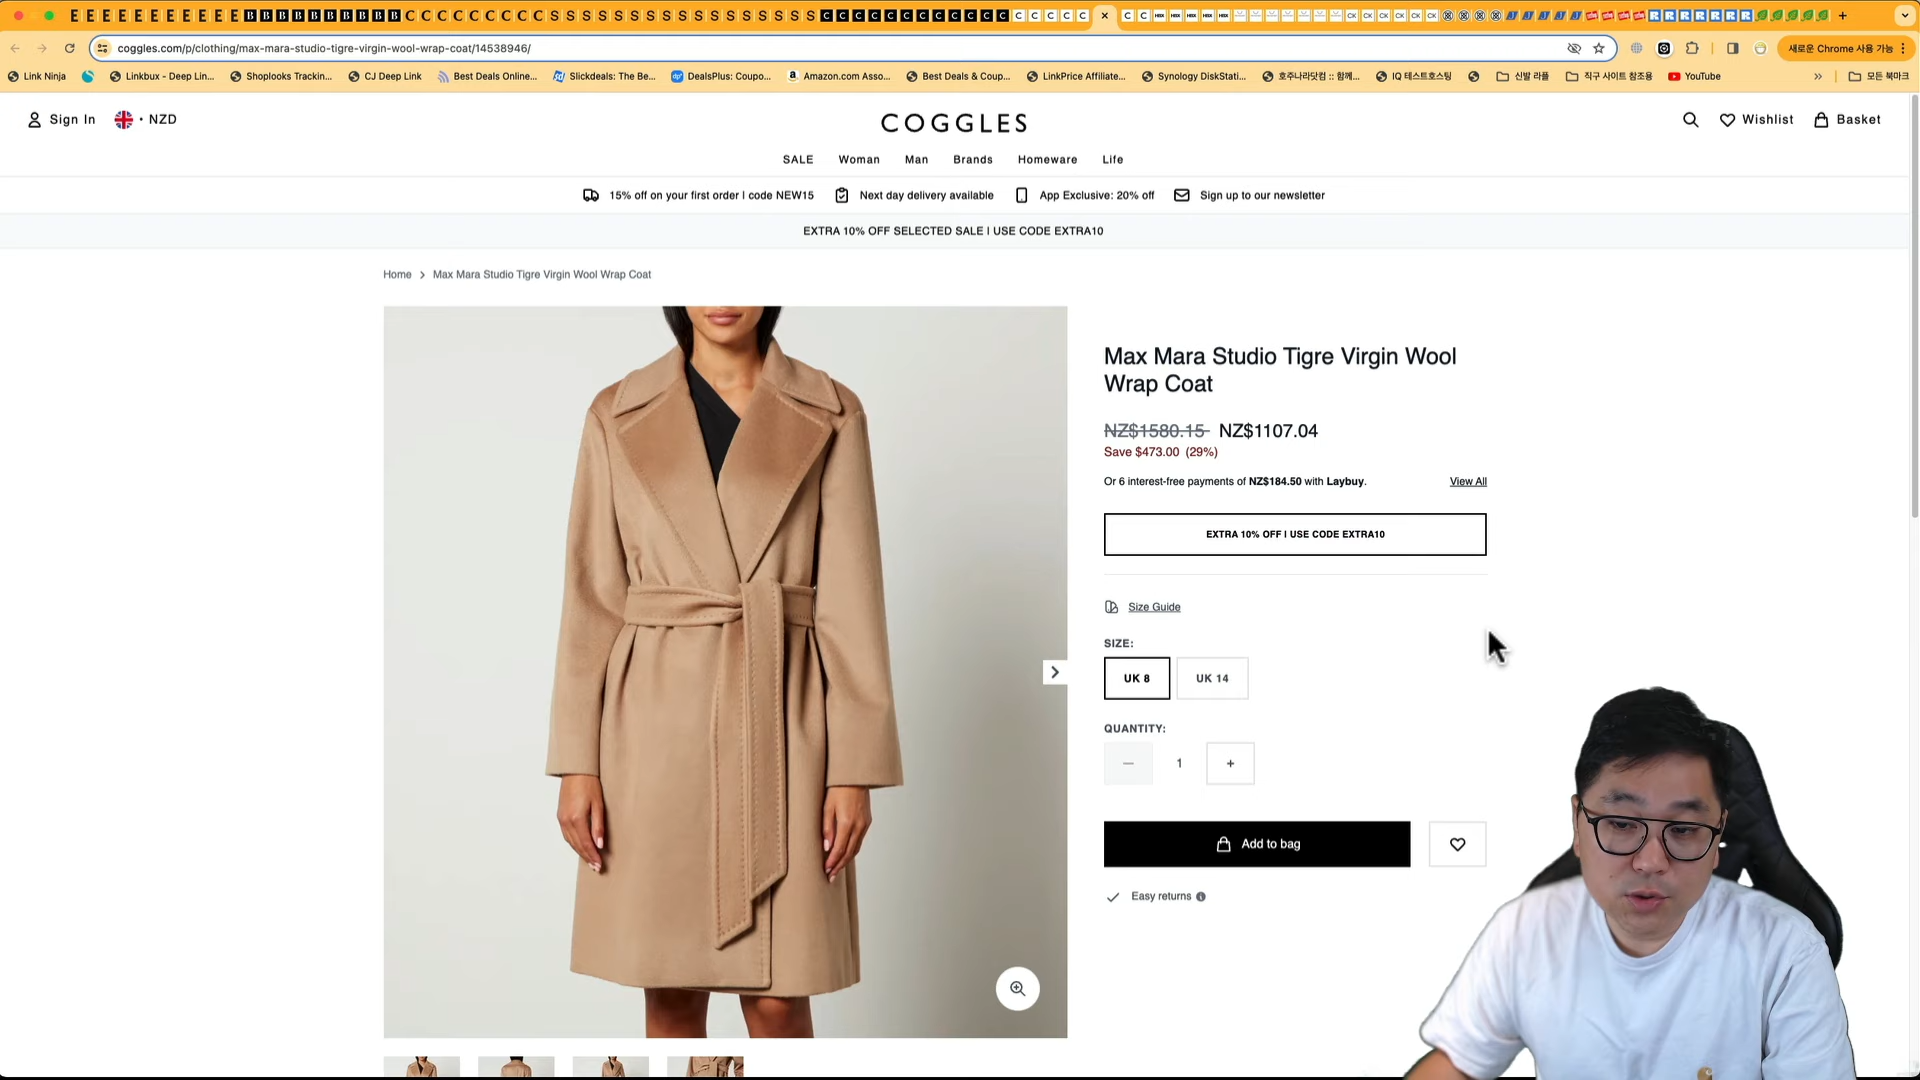 coggles.com/p/clothing/max-mara-studio-tigre-virgin-wool-wrap-coat/14538946/
새로운 Chrome 사용 가능
Link Ninja
Linkbux - Deep Lin...
Shoplooks Trackin...
CJ Deep Link
Best Deals Online...
Slickdeals: The Be...
DealsPlus: Coupo...
Amazon.com Asso...
Best Deals & Coup...
LinkPrice Affiliate...
Synology DiskStati...
호주나라닷컴 :: 함께...
IQ 테스트호스팅
신발 라플
직구 사이트 참조용
YouTube
»
모든 북마크
Sign In
• NZD
COGGLES
Wishlist
Basket
SALE Woman Man Brands Homeware Life
15% off on your first order | code NEW15
Next day delivery available
App Exclusive: 20% off
Sign up to our newsletter
EXTRA 10% OFF SELECTED SALE | USE CODE EXTRA10
Home > Max Mara Studio Tigre Virgin Wool Wrap Coat
Max Mara Studio Tigre Virgin Wool
Wrap Coat
NZ$1580.15 NZ$1107.04
Save $473.00 (29%)
Or 6 interest-free payments of NZ$184.50 with Laybuy.
View All
EXTRA 10% OFF | USE CODE EXTRA10
Size Guide
SIZE:
UK 8
UK 14
QUANTITY:
1
Add to bag
Easy returns